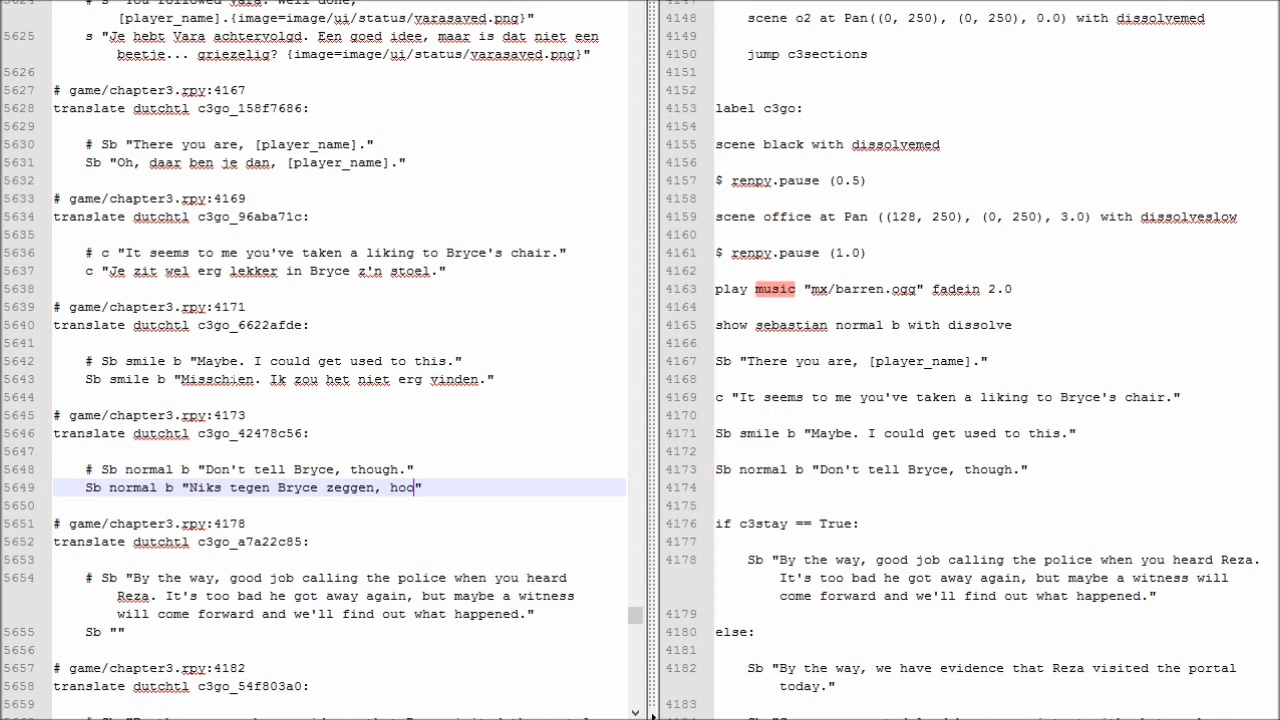 5624 s "You followed Vara. Well done,
[player_name].{image=image/ui/status/varasaved.png}"
5625 s "Je hebt Vara achtervolgd. Een goed idee, maar is dat niet een
beetje... griezelig? {image=image/ui/status/varasaved.png}"
5626
5627 # game/chapter3.rpy:4167
5628 translate dutchtl c3go_158f7686:
5629
5630 # Sb "There you are, [player_name]."
5631 Sb "Oh, daar ben je dan, [player_name]."
5632
5633 # game/chapter3.rpy:4169
5634 translate dutchtl c3go_96aba71c:
5635
5636 # c "It seems to me you've taken a liking to Bryce's chair."
5637 c "Je zit wel erg lekker in Bryce z'n stoel."
5638
5639 # game/chapter3.rpy:4171
5640 translate dutchtl c3go_6622afde:
5641
5642 # Sb smile b "Maybe. I could get used to this."
5643 Sb smile b "Misschien. Ik zou het niet erg vinden."
5644
5645 # game/chapter3.rpy:4173
5646 translate dutchtl c3go_42478c56:
5647
5648 # Sb normal b "Don't tell Bryce, though."
5649 Sb normal b "Niks tegen Bryce zeggen, hoo"
5650
5651 # game/chapter3.rpy:4178
5652 translate dutchtl c3go_a7a22c85:
5653
5654 # Sb "By the way, good job calling the police when you heard
Reza. It's too bad he got away again, but maybe a witness
will come forward and we'll find out what happened."
5655 Sb ""
5656
5657 # game/chapter3.rpy:4182
5658 translate dutchtl c3go_54f803a0:
5659
4148 scene o2 at Pan((0, 250), (0, 250), 0.0) with dissolvemed
4149
4150 jump c3sections
4151
4152
4153 label c3go:
4154
4155 scene black with dissolvemed
4156
4157 $ renpy.pause (0.5)
4158
4159 scene office at Pan ((128, 250), (0, 250), 3.0) with dissolveslow
4160
4161 $ renpy.pause (1.0)
4162
4163 play music "mx/barren.ogg" fadein 2.0
4164
4165 show sebastian normal b with dissolve
4166
4167 Sb "There you are, [player_name]."
4168
4169 c "It seems to me you've taken a liking to Bryce's chair."
4170
4171 Sb smile b "Maybe. I could get used to this."
4172
4173 Sb normal b "Don't tell Bryce, though."
4174
4175
4176 if c3stay == True:
4177
4178 Sb "By the way, good job calling the police when you heard Reza.
It's too bad he got away again, but maybe a witness will
come forward and we'll find out what happened."
4179
4180 else:
4181
4182 Sb "By the way, we have evidence that Reza visited the portal
today."
4183